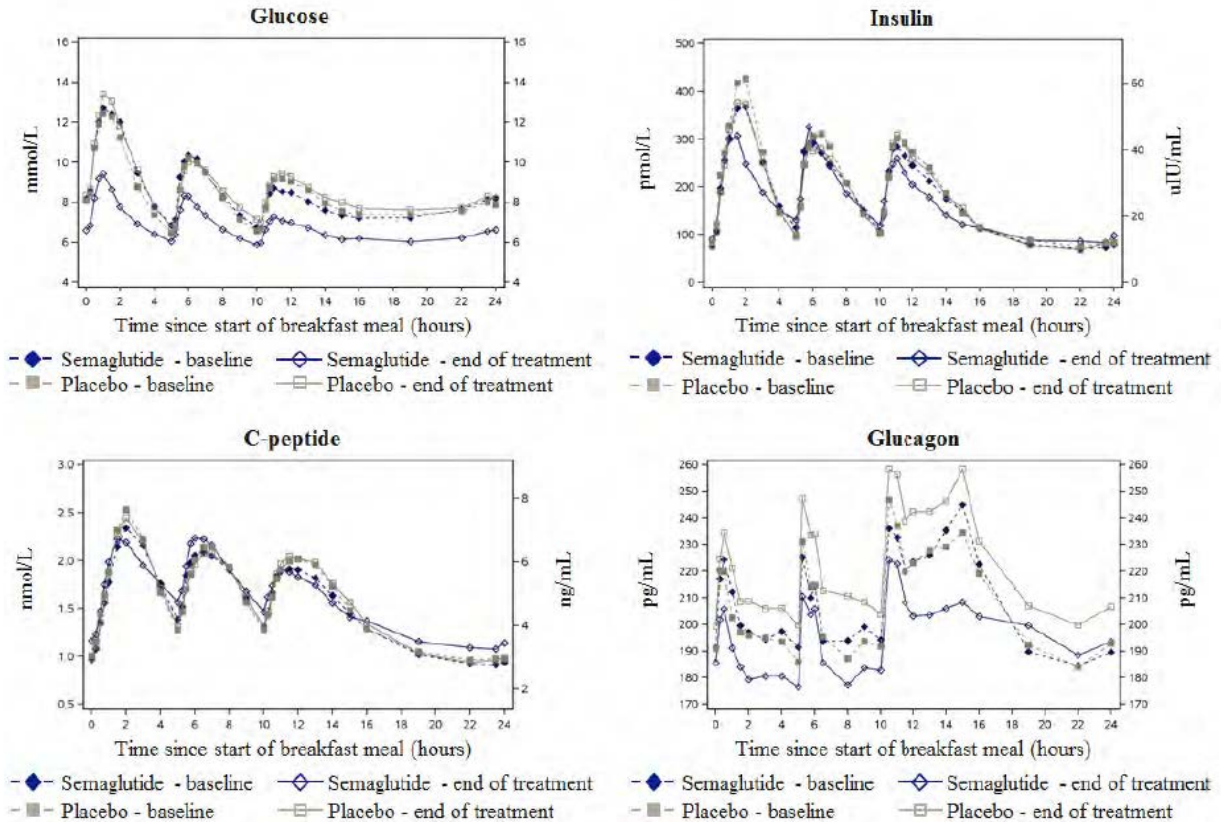 Glucose
16 16
14 14
12 12
10 10
8 8
6 6
4 4
mmol/L
0 2 4 6 8 10 12 14 16 18 20 22 24
Time since start of breakfast meal (hours)
Semaglutide - baseline Semaglutide - end of treatment
Placebo - baseline Placebo - end of treatment
Insulin
500
400
300
200
100
0
60
40
20
0
pmol/L
uIU/mL
0 2 4 6 8 10 12 14 16 18 20 22 24
Time since start of breakfast meal (hours)
Semaglutide - baseline Semaglutide - end of treatment
Placebo - baseline Placebo - end of treatment
C-peptide
3.0
2.5
2.0
1.5
1.0
0.5
8
6
4
2
nmol/L
ng/mL
0 2 4 6 8 10 12 14 16 18 20 22 24
Time since start of breakfast meal (hours)
Semaglutide - baseline Semaglutide - end of treatment
Placebo - baseline Placebo - end of treatment
Glucagon
260 260
250 250
240 240
230 230
220 220
210 210
200 200
190 190
180 180
170 170
pg/mL
pg/mL
0 2 4 6 8 10 12 14 16 18 20 22 24
Time since start of breakfast meal (hours)
Semaglutide - baseline Semaglutide - end of treatment
Placebo - baseline Placebo - end of treatment